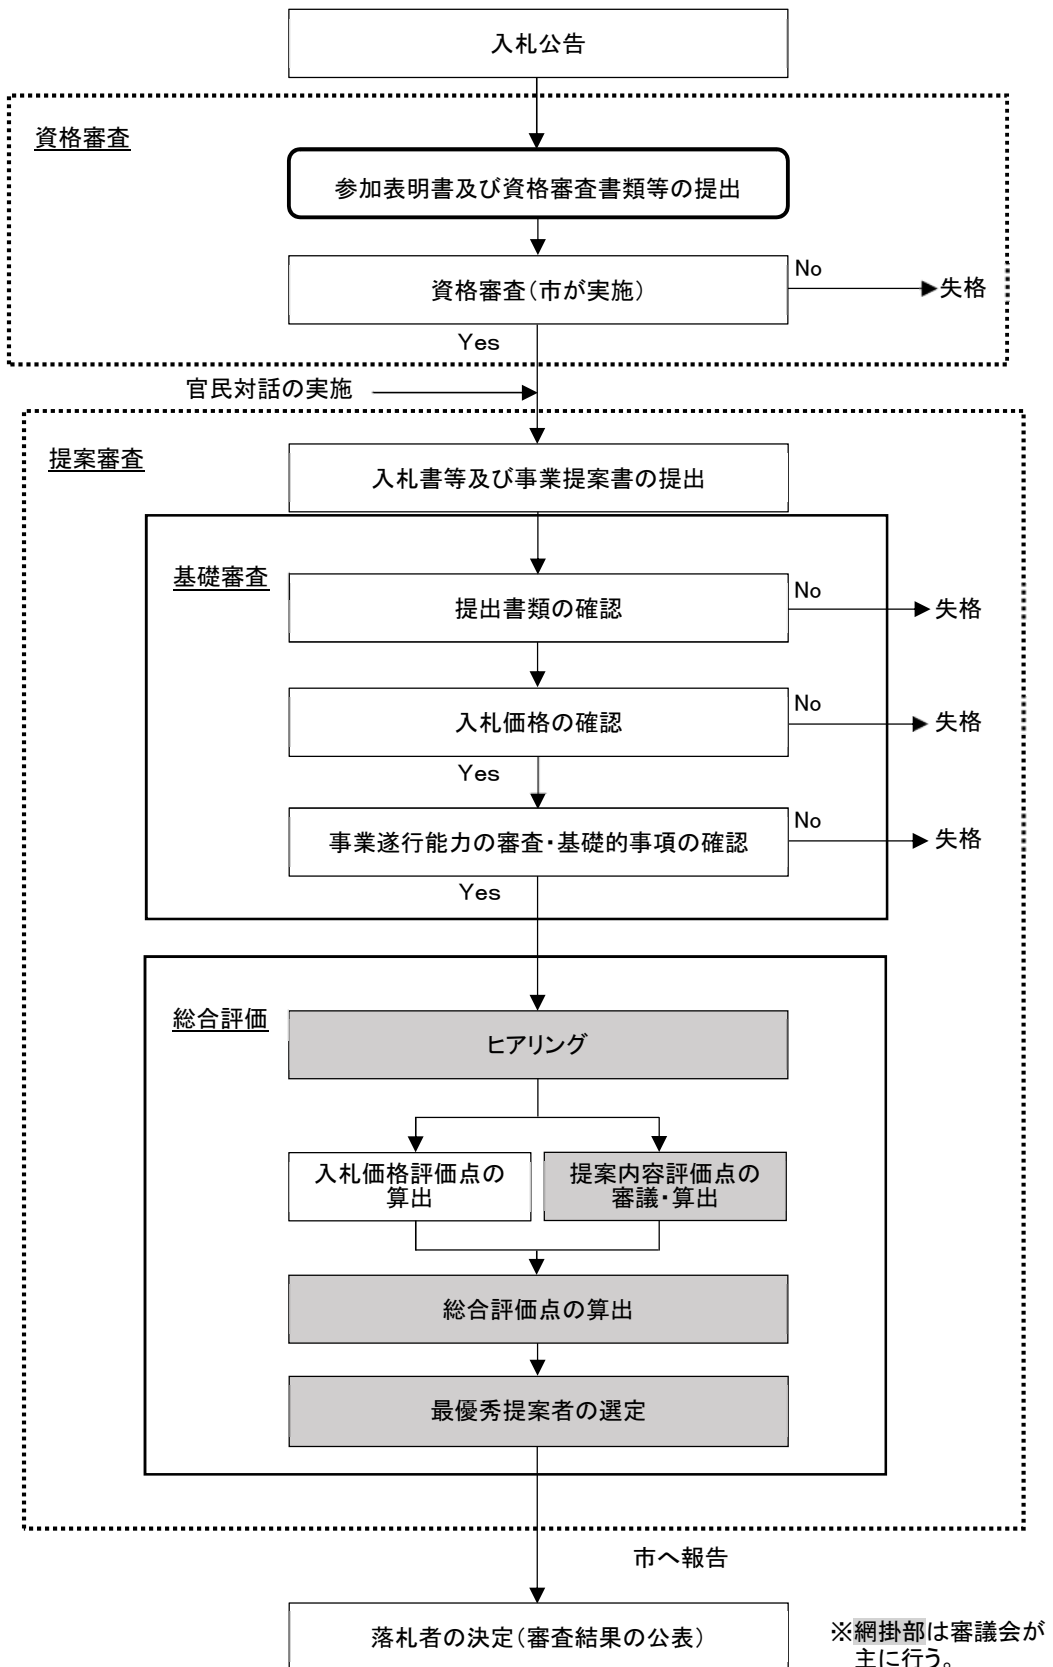 入札公告
資格審査
参加表明書及び資格審査書類等の提出
資格審査（市が実施）
No
失格
Yes
官民対話の実施
提案審査
入札書等及び事業提案書の提出
基礎審査
提出書類の確認
No
失格
入札価格の確認
No
失格
Yes
事業遂行能力の審査・基礎的事項の確認
No
失格
Yes
総合評価
ヒアリング
入札価格評価点の
算出
提案内容評価点の
審議・算出
総合評価点の算出
最優秀提案者の選定
市へ報告
落札者の決定（審査結果の公表）
※網掛部は審議会が
主に行う。